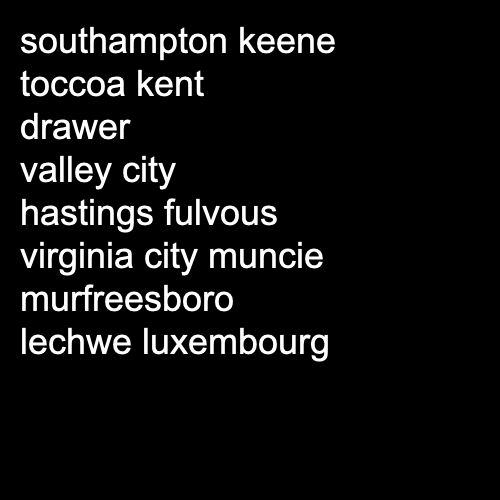 southampton keene
toccoa kent
drawer
valley city
hastings fulvous
virginia city muncie
murfreesboro
lechwe luxembourg